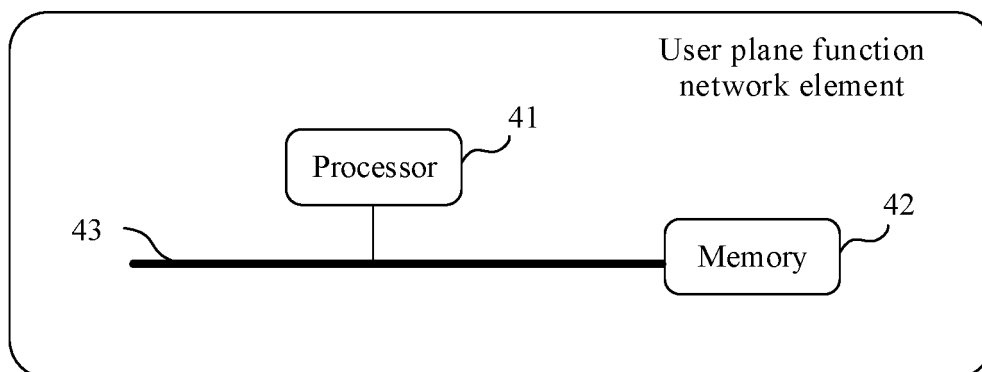 User plane function
network element
41
Processor
42
43
Memory